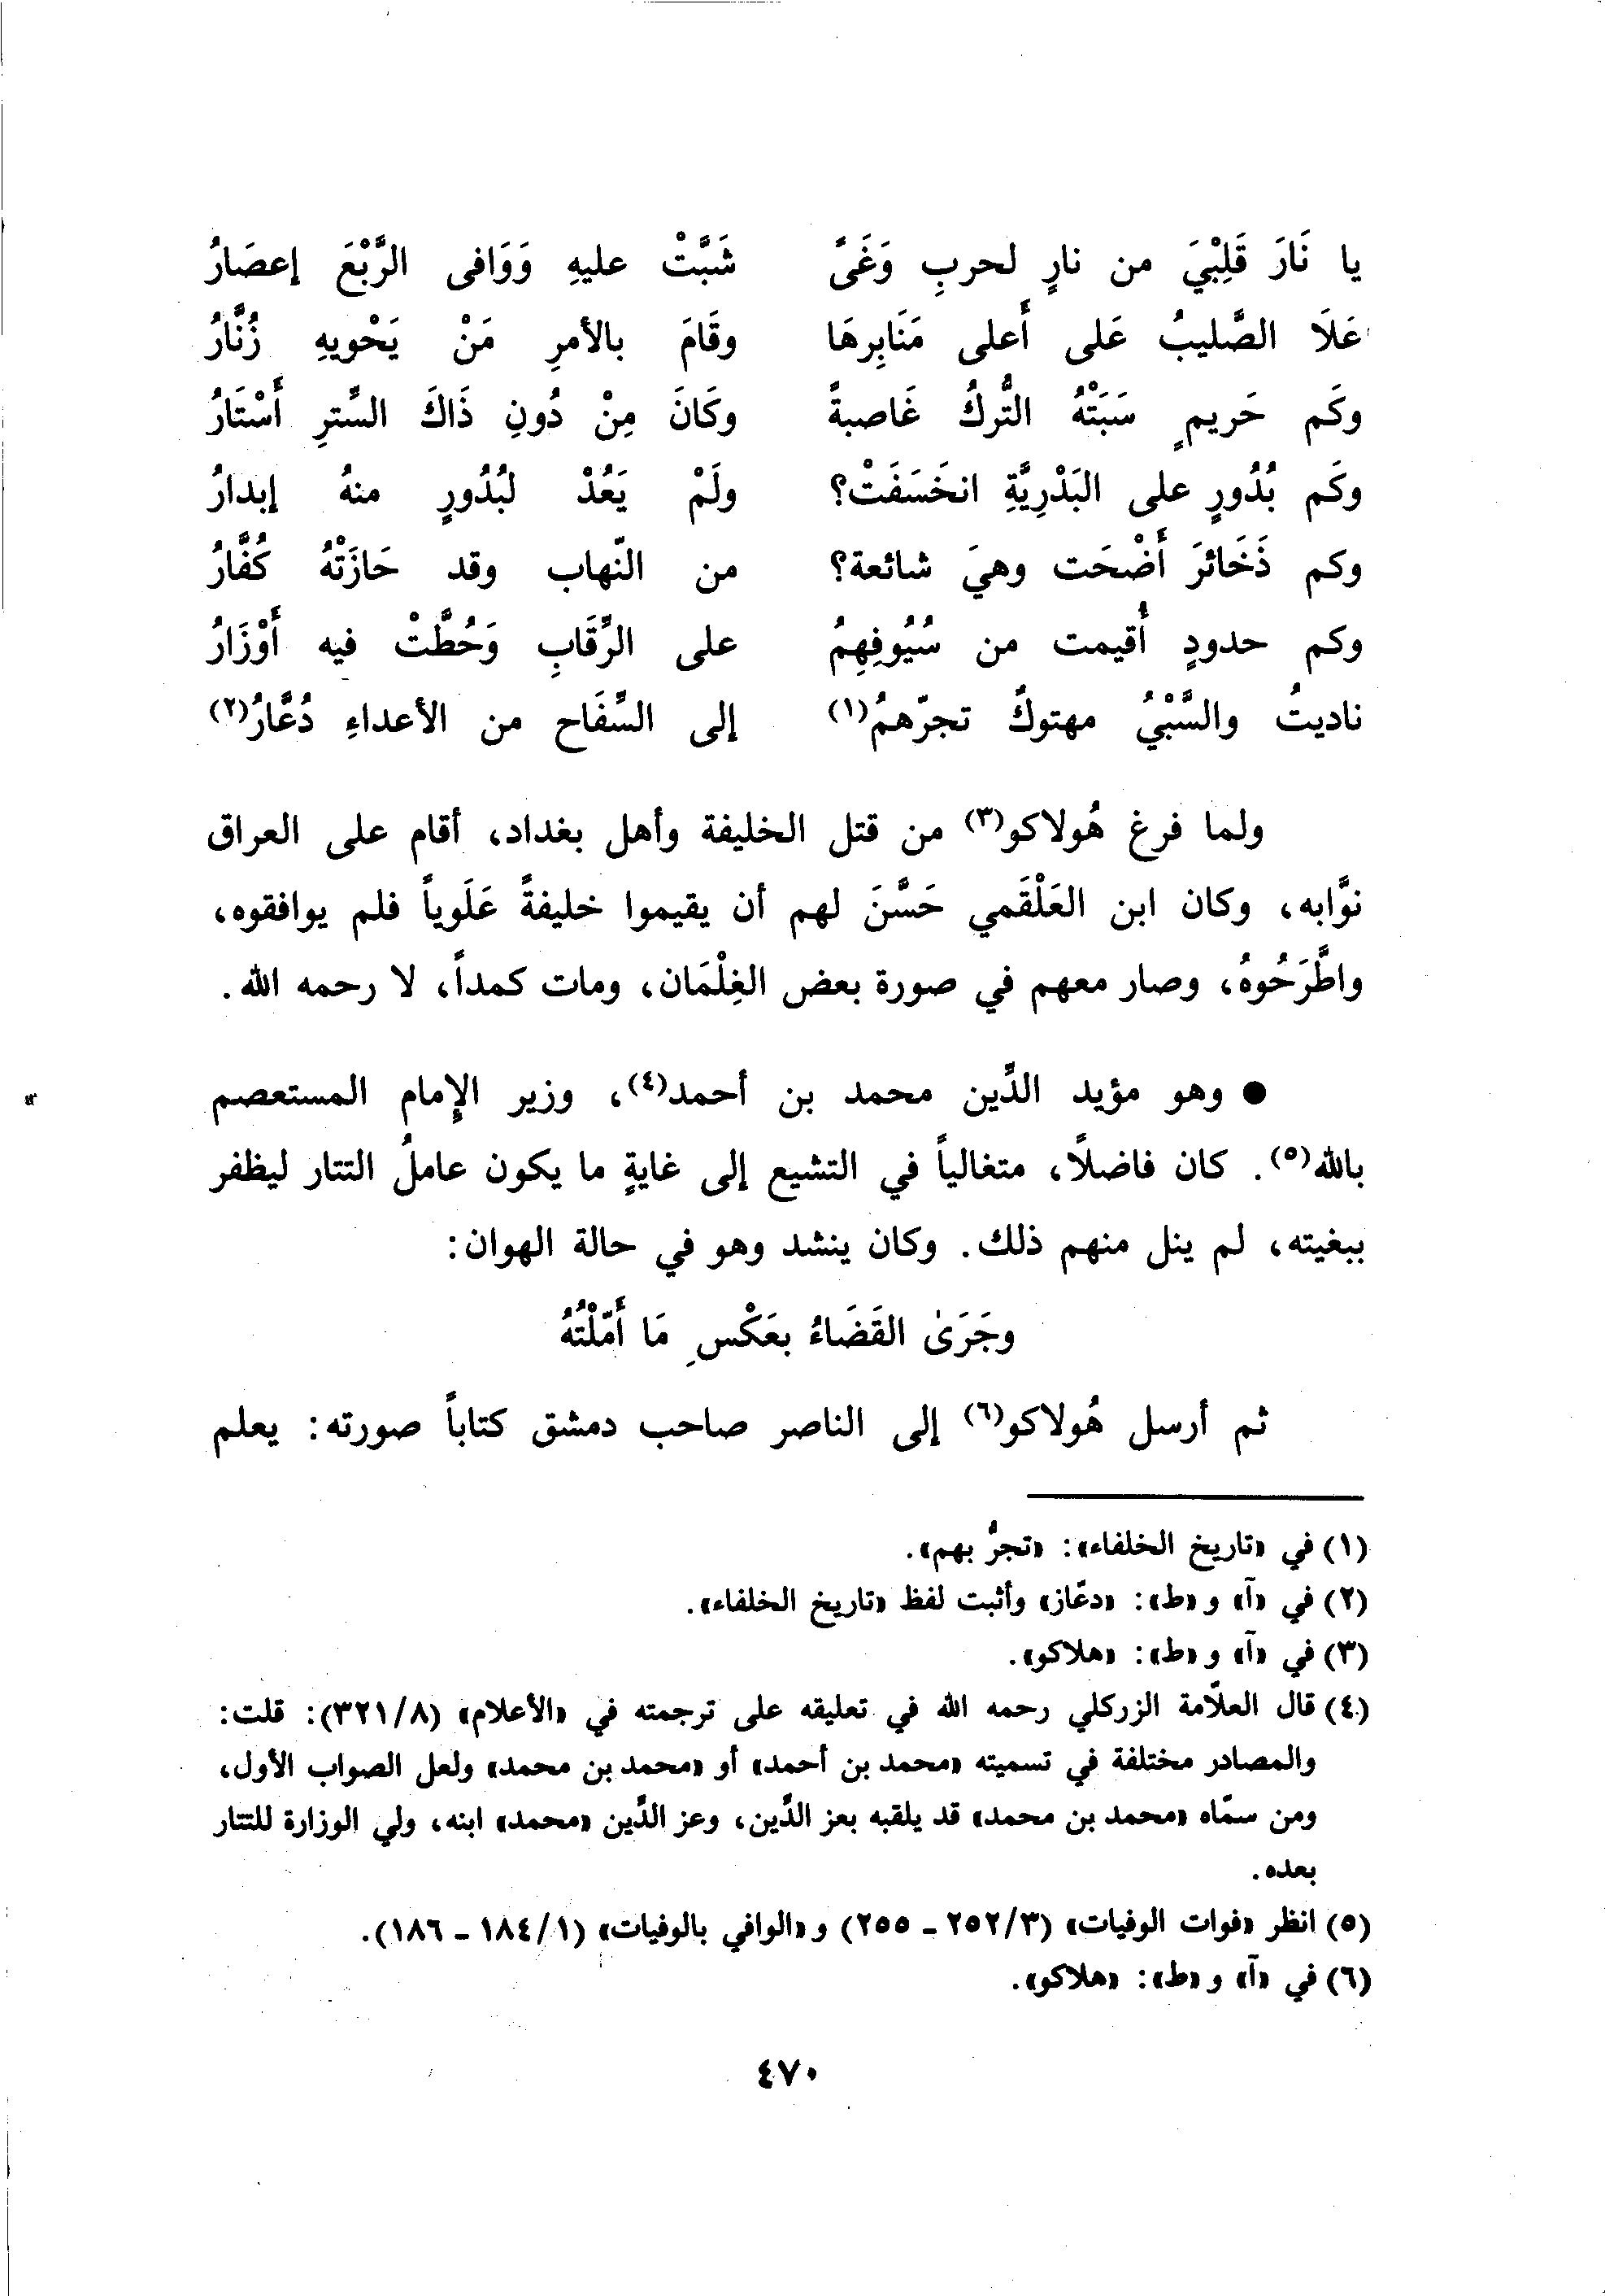 يا نَارَ قَلِبْيَ من نارٍ لحربِ وَغَىً شَبَّتْ عليهِ وَوَافى الرَّبْعَ إعصَارُ
عَلَا الصَّليبُ عَلى أَعلى مَنَابِرِهَا وقَامَ بالأمرِ مَنْ يَحْويهِ زُنَّارُ
وكَم حَريمٍ سَبَتْهُ التُّركُ غَاصبةً وكَانَ مِنْ دُونِ ذَاكَ السِّترِ أَسْتَارُ
وكَم بُدُورٍ على البَدْرِيَّةِ انخَسَفَتْ؟ ولَمْ يَعُدْ لبُدُورٍ منهُ إبدارُ
وكم ذَخَائرَ أَضْحَت وهيَ شائعة؟ من النّهاب وقد حَازَتْهُ كُفَّارُ
وكم حدودٍ أُقيمت من سُيُوفِهِمُ على الرِّقَابِ وَحُطَّتْ فيه أَوْزَارُ
ناديتُ والسَّبْيُ مهتوكٌ تجرّهمُ(١) إلى السِّفَاح من الأعداءِ دُعَّارُ(٢)
ولما فرغ هُولاكو(٣) من قتل الخليفة وأهل بغداد، أقام على العراق
نوَّابه، وكان ابن العَلْقَمي حَسَّنَ لهم أن يقيموا خليفةً عَلَوياً فلم يوافقوه،
واطَّرَحُوهُ، وصار معهم في صورة بعض الغِلْمَان، ومات كمداً، لا رحمه الله.
● وهو مؤيد الدِّين محمد بن أحمد(٤)، وزير الإمام المستعصم
بالله(٥). كان فاضلاً، متغالياً في التشيع إلى غايةٍ ما يكون عاملُ التتار ليظفر
ببغيته، لم ينل منهم ذلك. وكان ينشد وهو في حالة الهوان:
وجَرَىٰ القَضَاءُ بعَكْسِ مَا أَمّلْتُهُ
ثم أرسل هُولاكو(٦) إلى الناصر صاحب دمشق كتاباً صورته: يعلم
(١) في «تاريخ الخلفاء»: «تجرُّ بهم».
(٢) في «آ» و «ط»: «دعّاز» وأثبت لفظ «تاريخ الخلفاء».
(٣) في «آ» و «ط»: «هلاكو».
(٤) قال العلاّمة الزركلي رحمه الله في تعليقه على ترجمته في «الأعلام» (٣٢١/٨): قلت:
والمصادر مختلفة في تسميته «محمد بن أحمد» أو «محمد بن محمد» ولعل الصواب الأول،
ومن سمّاه «محمد بن محمد» قد يلقبه بعز الدِّين، وعز الدِّين «محمد» ابنه، ولي الوزارة للتتار
بعده.
(٥) انظر «فوات الوفيات» (٢٥٢/٣ ـ ٢٥٥) و «الوافي بالوفيات» (١٨٤/١ ـ ١٨٦).
(٦) في «آ» و «ط»: «هلاكو».
٤٧٠